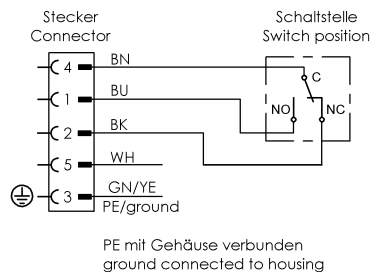 Stecker
Connector
Schaltstelle
Switch position
4 BN
1 BU
2 BK
5 WH
3 GN/YE
PE/ground
C
NO NC
PE mit Gehäuse verbunden
ground connected to housing